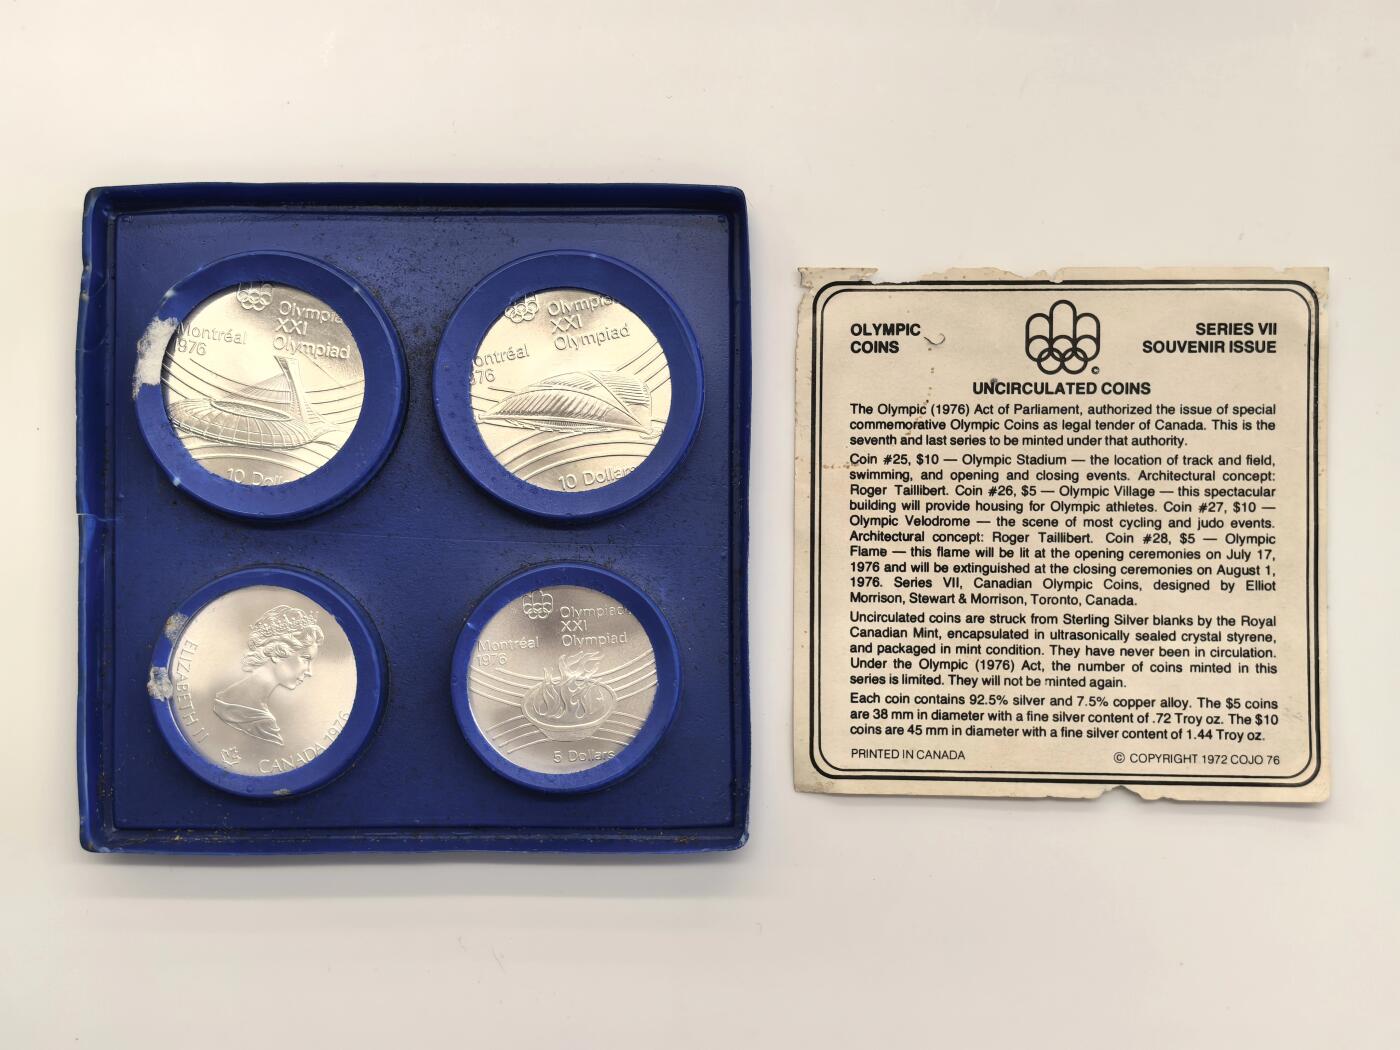 Olympia
XXI
Olympiad
Montréal
1976
10 Doll
Olympia
XXI
Olympiad
Montréal
1976
10 Dollars
ELIZABETH II
CANADA 1976
Olympiad
XXI
Olympiad
Montréal
1976
5 Dollars
OLYMPIC
COINS
SERIES VII
SOUVENIR ISSUE
©
UNCIRCULATED COINS
The Olympic (1976) Act of Parliament, authorized the issue of special
commemorative Olympic Coins as legal tender of Canada. This is the
seventh and last series to be minted under that authority.
Coin #25, $10 — Olympic Stadium — the location of track and field,
swimming, and opening and closing events. Architectural concept:
Roger Taillibert. Coin #26, $5 — Olympic Village — this spectacular
building will provide housing for Olympic athletes. Coin #27, $10 —
Olympic Velodrome — the scene of most cycling and judo events.
Architectural concept: Roger Taillibert. Coin #28, $5 — Olympic
Flame — this flame will be lit at the opening ceremonies on July 17,
1976 and will be extinguished at the closing ceremonies on August 1,
1976. Series VII, Canadian Olympic Coins, designed by Elliot
Morrison, Stewart & Morrison, Toronto, Canada.
Uncirculated coins are struck from Sterling Silver blanks by the Royal
Canadian Mint, encapsulated in ultrasonically sealed crystal styrene,
and packaged in mint condition. They have never been in circulation.
Under the Olympic (1976) Act, the number of coins minted in this
series is limited. They will not be minted again.
Each coin contains 92.5% silver and 7.5% copper alloy. The $5 coins
are 38 mm in diameter with a fine silver content of .72 Troy oz. The $10
coins are 45 mm in diameter with a fine silver content of 1.44 Troy oz.
PRINTED IN CANADA
© COPYRIGHT 1972 COJO 76